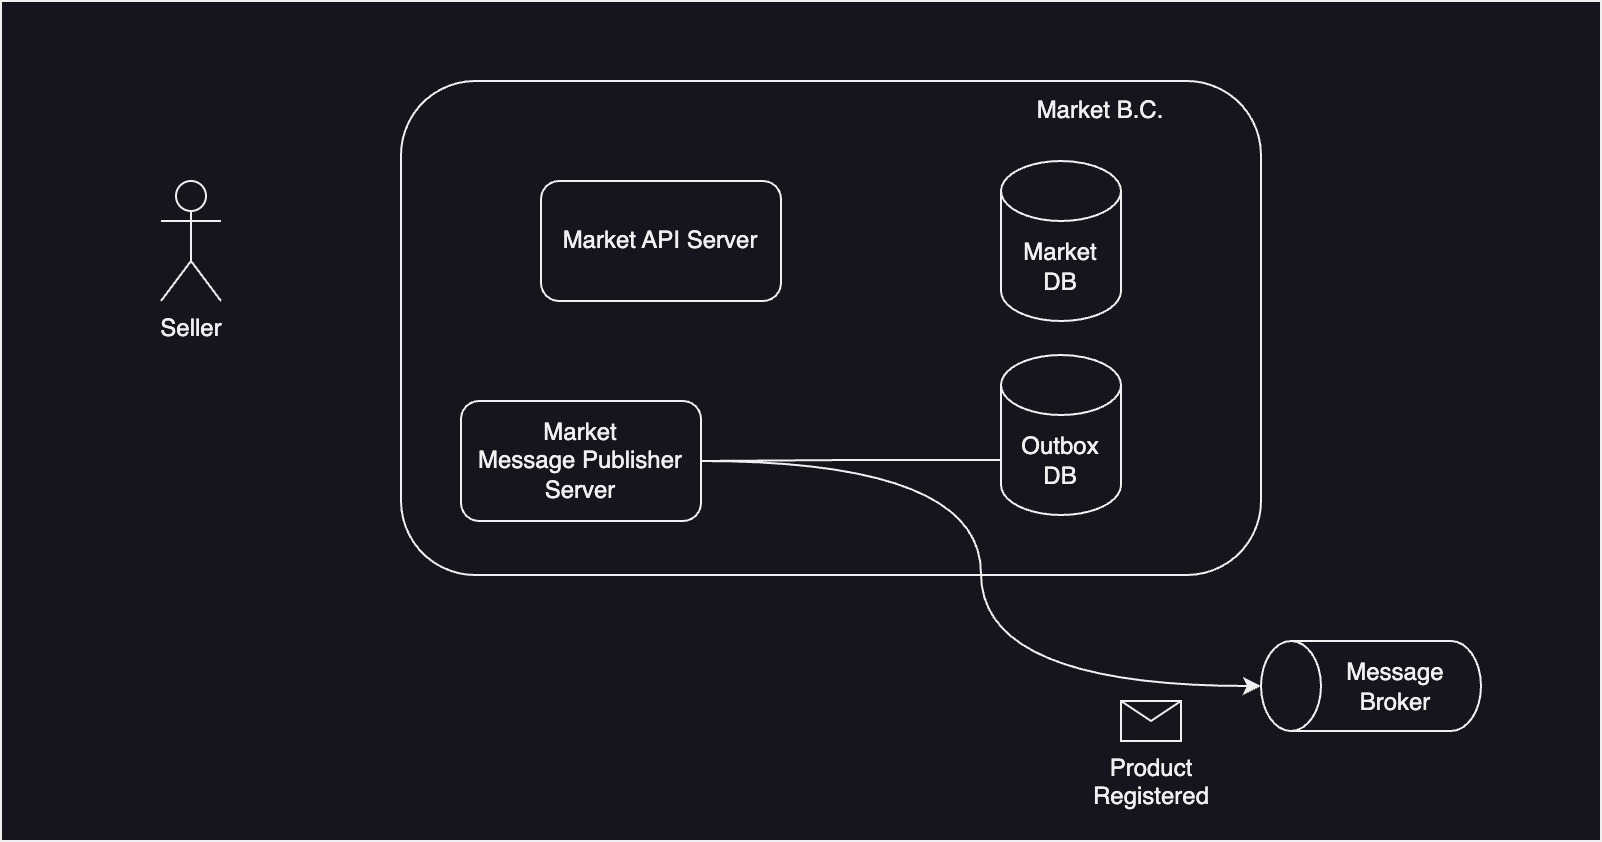 Market B.C.
Market API Server
Market
DB
Seller
Market
Message Publisher
Server
Outbox
DB
Message
Broker
Product
Registered